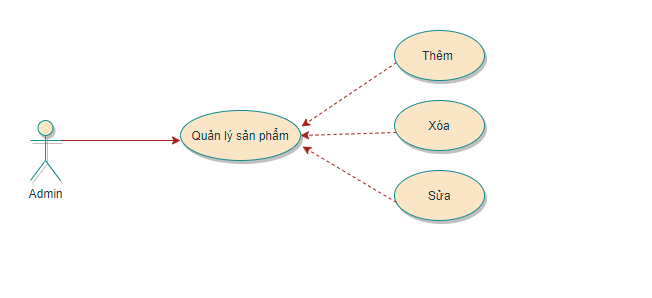 Thêm
Quản lý sản phẩm
Xóa
Sửa
Admin